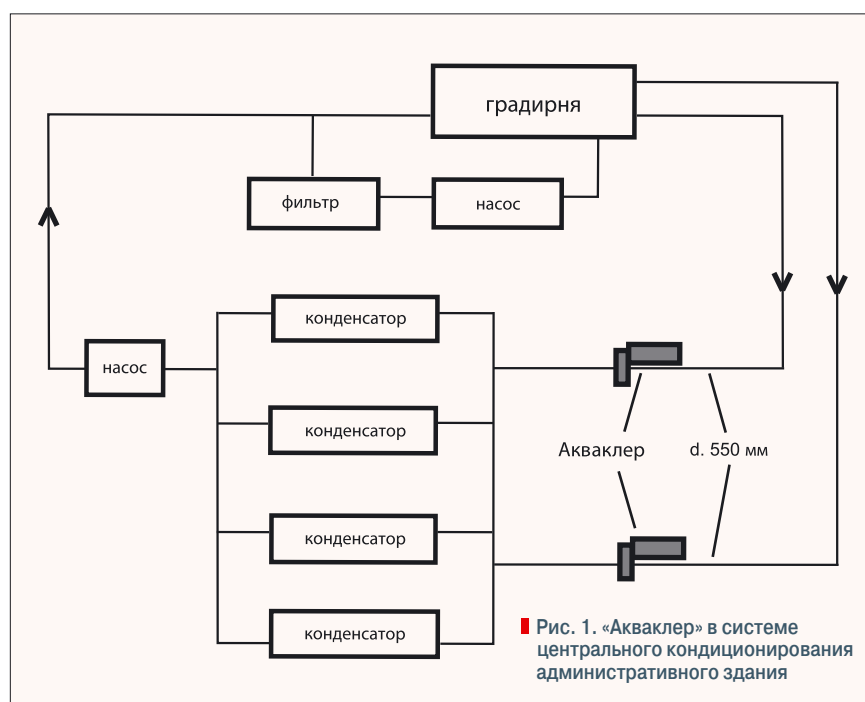 градирня
фильтр
насос
конденсатор
насос
конденсатор
Акваклер
d. 550 мм
конденсатор
конденсатор
Рис. 1. «Акваклер» в системе
центрального кондиционирования
административного здания